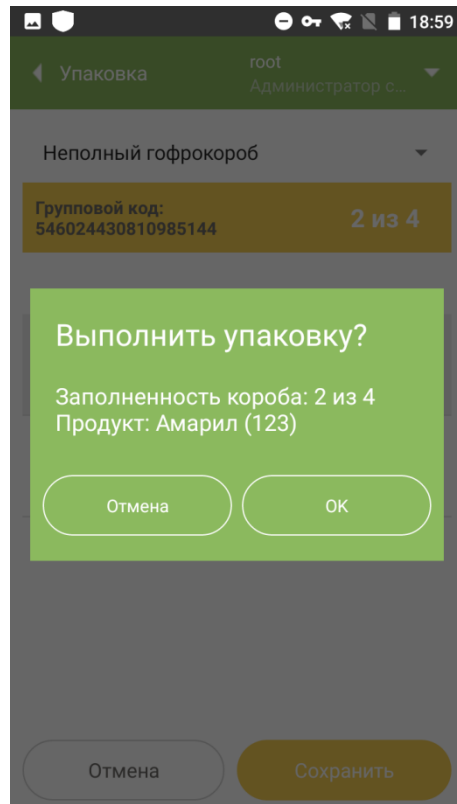 18:59
Упаковка
root
Администратор с...
Неполный гофрокороб
Групповой код:
546024430810985144
2 из 4
Выполнить упаковку?
Заполненность короба: 2 из 4
Продукт: Амарил (123)
Отмена
OK
Отмена
Сохранить